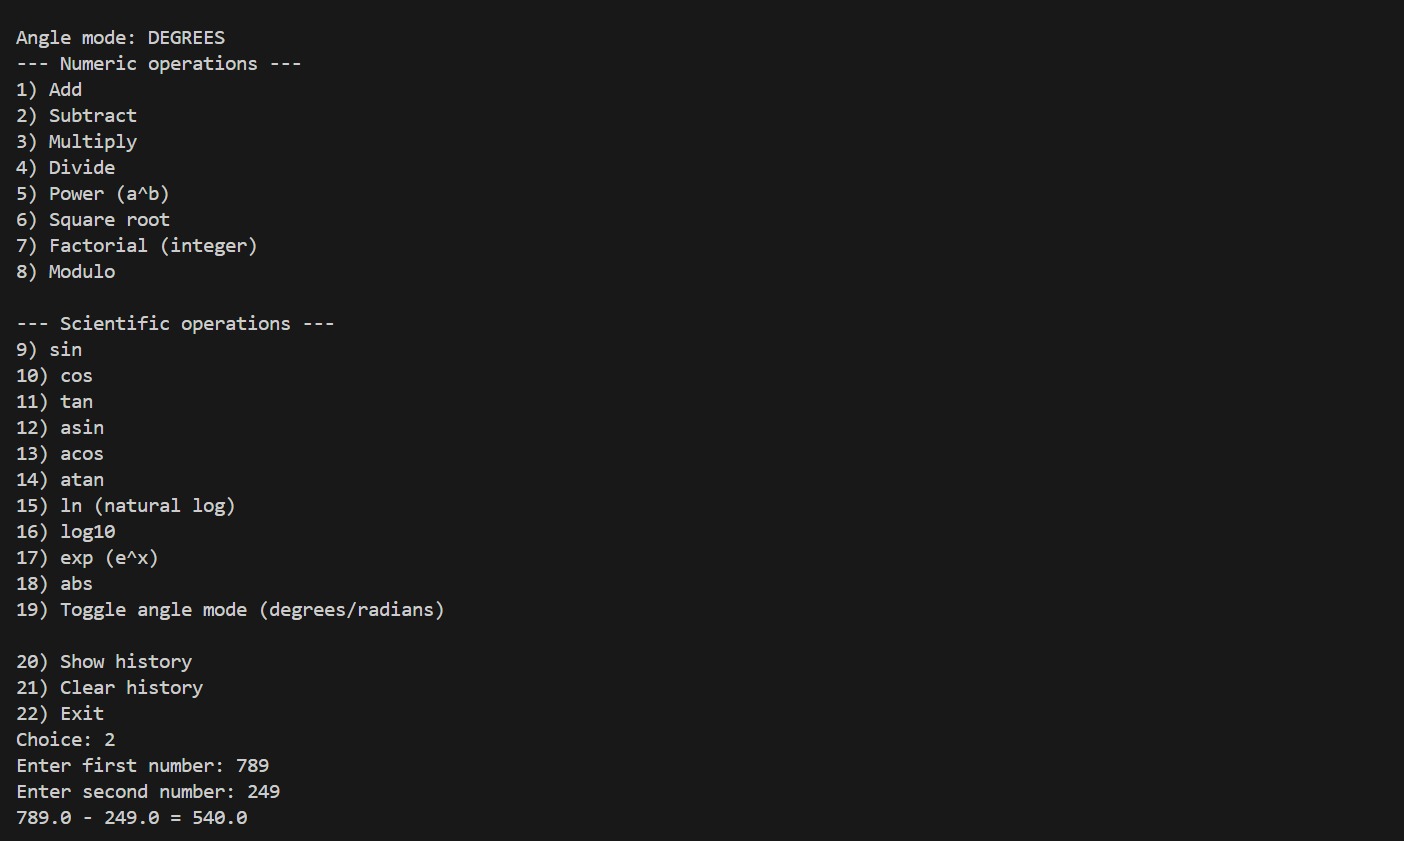 Angle mode: DEGREES
--- Numeric operations ---
1) Add
2) Subtract
3) Multiply
4) Divide
5) Power (a^b)
6) Square root
7) Factorial (integer)
8) Modulo
--- Scientific operations ---
9) sin
10) cos
11) tan
12) asin
13) acos
14) atan
15) ln (natural log)
16) log10
17) exp (e^x)
18) abs
19) Toggle angle mode (degrees/radians)
20) Show history
21) Clear history
22) Exit
Choice: 2
Enter first number: 789
Enter second number: 249
789.0 - 249.0 = 540.0